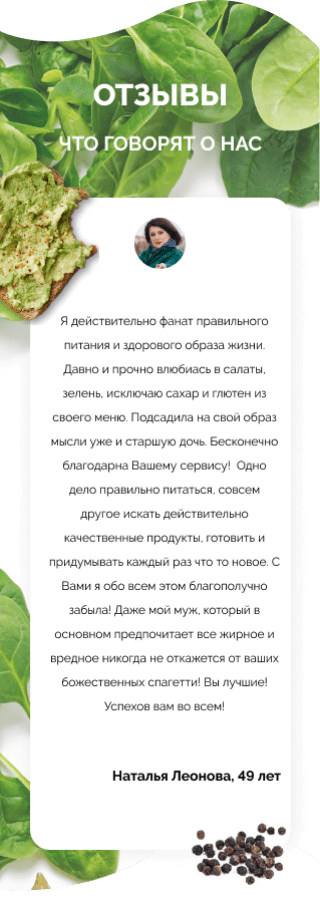 ОТЗЫВЫ
ЧТО ГОВОРЯТ О НАС
Я действительно фанат правильного
питания и здорового образа жизни.
Давно и прочно влюбиась в салаты,
зелень, исключаю сахар и глютен из
своего меню. Подсадила на свой образ
мысли уже и старшую дочь. Бесконечно
благодарна Вашему сервису! Одно
дело правильно питаться, совсем
другое искать действительно
качественные продукты, готовить и
придумывать каждый раз что то новое. С
Вами я обо всем этом благополучно
забыла! Даже мой муж, который в
основном предпочитает все жирное и
вредное никогда не откажется от ваших
божественных спагетти! Вы лучшие!
Успехов вам во всем!
Наталья Леонова, 49 лет